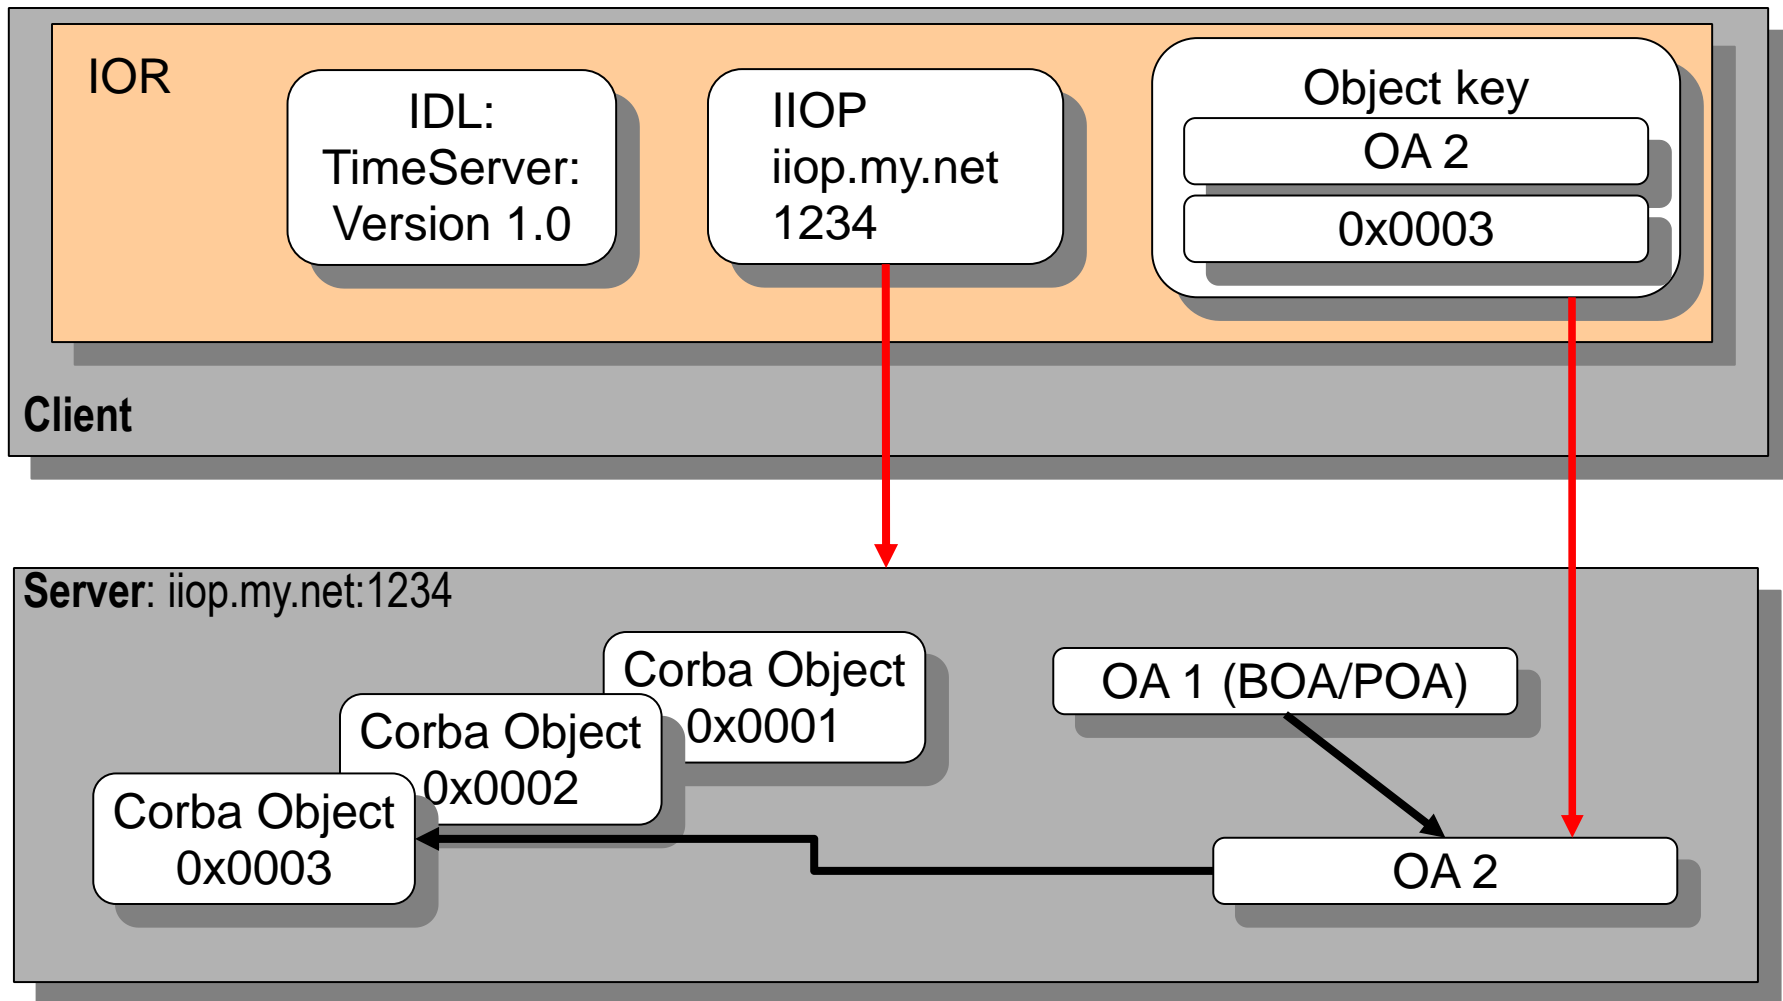 IOR
IDL:
TimeServer:
Version 1.0
IIOP
iiop.my.net
1234
Object key
OA 2
0x0003
Client
Server: iiop.my.net:1234
Corba Object
0x0001
Corba Object
0x0002
Corba Object
0x0003
OA 1 (BOA/POA)
OA 2